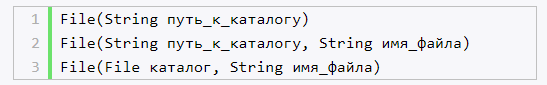 1 File(String путь_к_каталогу)
2 File(String путь_к_каталогу, String имя_файла)
3 File(File каталог, String имя_файла)